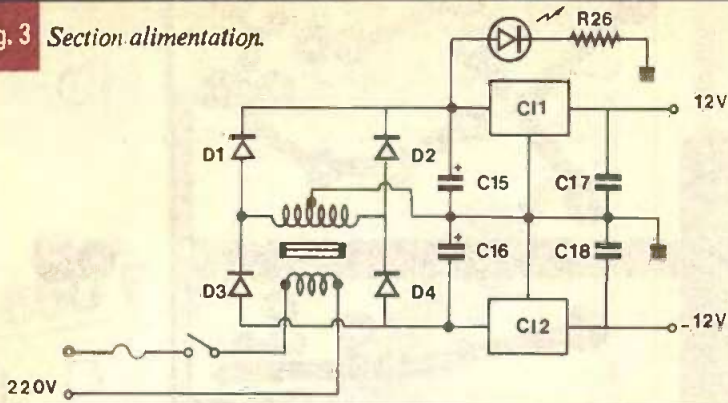 g. 3 Section alimentation.
R26
CI1
12V
D1
D2
C15
C17
+
C16
+
C18
D3
D4
CI2
-12V
220V